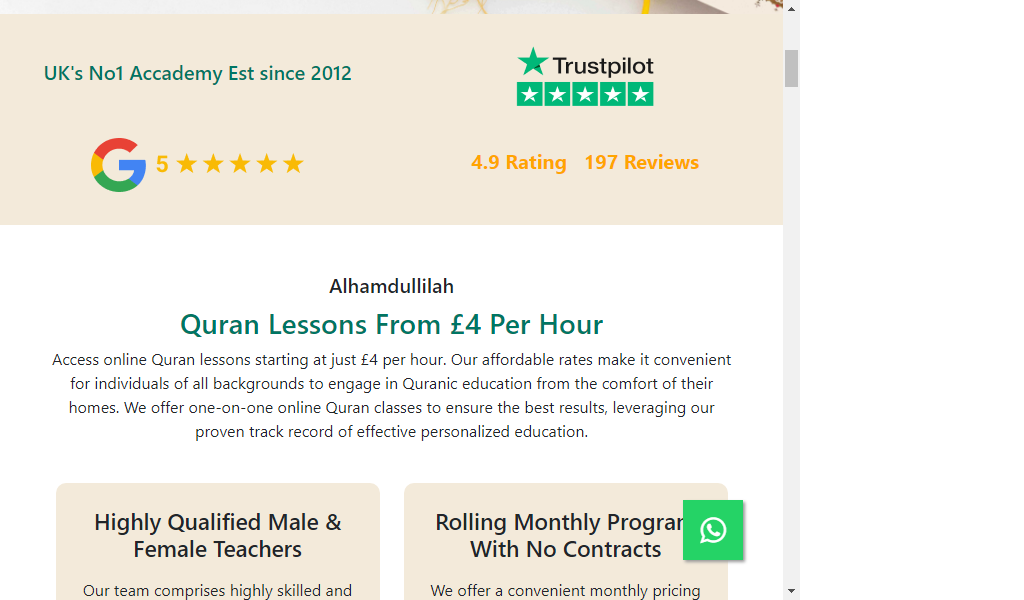 UK's No1 Accademy Est since 2012
Trustpilot
5
4.9 Rating 197 Reviews
Alhamdullilah
Quran Lessons From £4 Per Hour
Access online Quran lessons starting at just £4 per hour. Our affordable rates make it convenient
for individuals of all backgrounds to engage in Quranic education from the comfort of their
homes. We offer one-on-one online Quran classes to ensure the best results, leveraging our
proven track record of effective personalized education.
Highly Qualified Male &
Female Teachers
Our team comprises highly skilled and
Rolling Monthly Program
With No Contracts
We offer a convenient monthly pricing